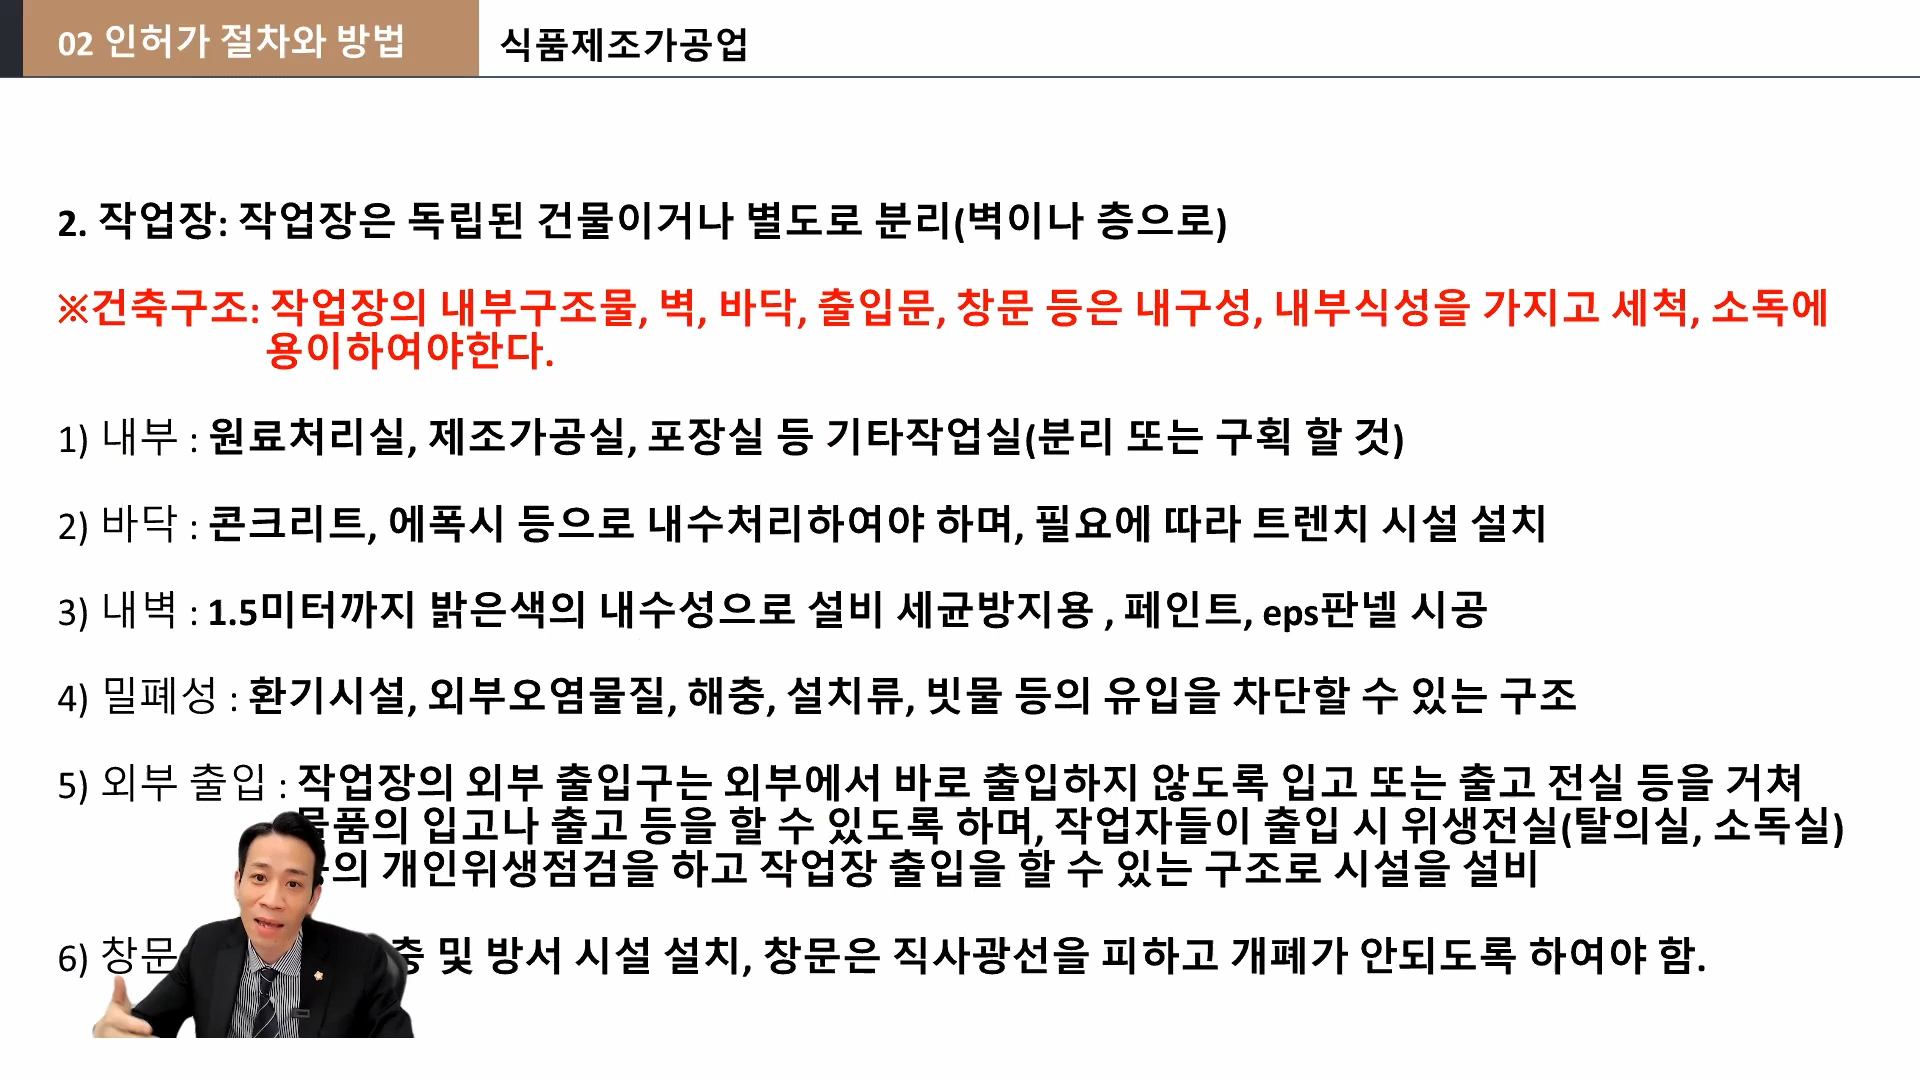 02 인허가 절차와 방법
식품제조가공업
2. 작업장: 작업장은 독립된 건물이거나 별도로 분리(벽이나 층으로)
※건축구조: 작업장의 내부구조물, 벽, 바닥, 출입문, 창문 등은 내구성, 내부식성을 가지고 세척, 소독에
용이하여야한다.
1) 내부 : 원료처리실, 제조가공실, 포장실 등 기타작업실(분리 또는 구획 할 것)
2) 바닥 : 콘크리트, 에폭시 등으로 내수처리하여야 하며, 필요에 따라 트렌치 시설 설치
3) 내벽 : 1.5미터까지 밝은색의 내수성으로 설비 세균방지용 , 페인트, eps판넬 시공
4) 밀폐성 : 환기시설, 외부오염물질, 해충, 설치류, 빗물 등의 유입을 차단할 수 있는 구조
5) 외부 출입 : 작업장의 외부 출입구는 외부에서 바로 출입하지 않도록 입고 또는 출고 전실 등을 거쳐
물품의 입고나 출고 등을 할 수 있도록 하며, 작업자들이 출입 시 위생전실(탈의실, 소독실)
등의 개인위생점검을 하고 작업장 출입을 할 수 있는 구조로 시설을 설비
6) 창문 충 및 방서 시설 설치, 창문은 직사광선을 피하고 개폐가 안되도록 하여야 함.